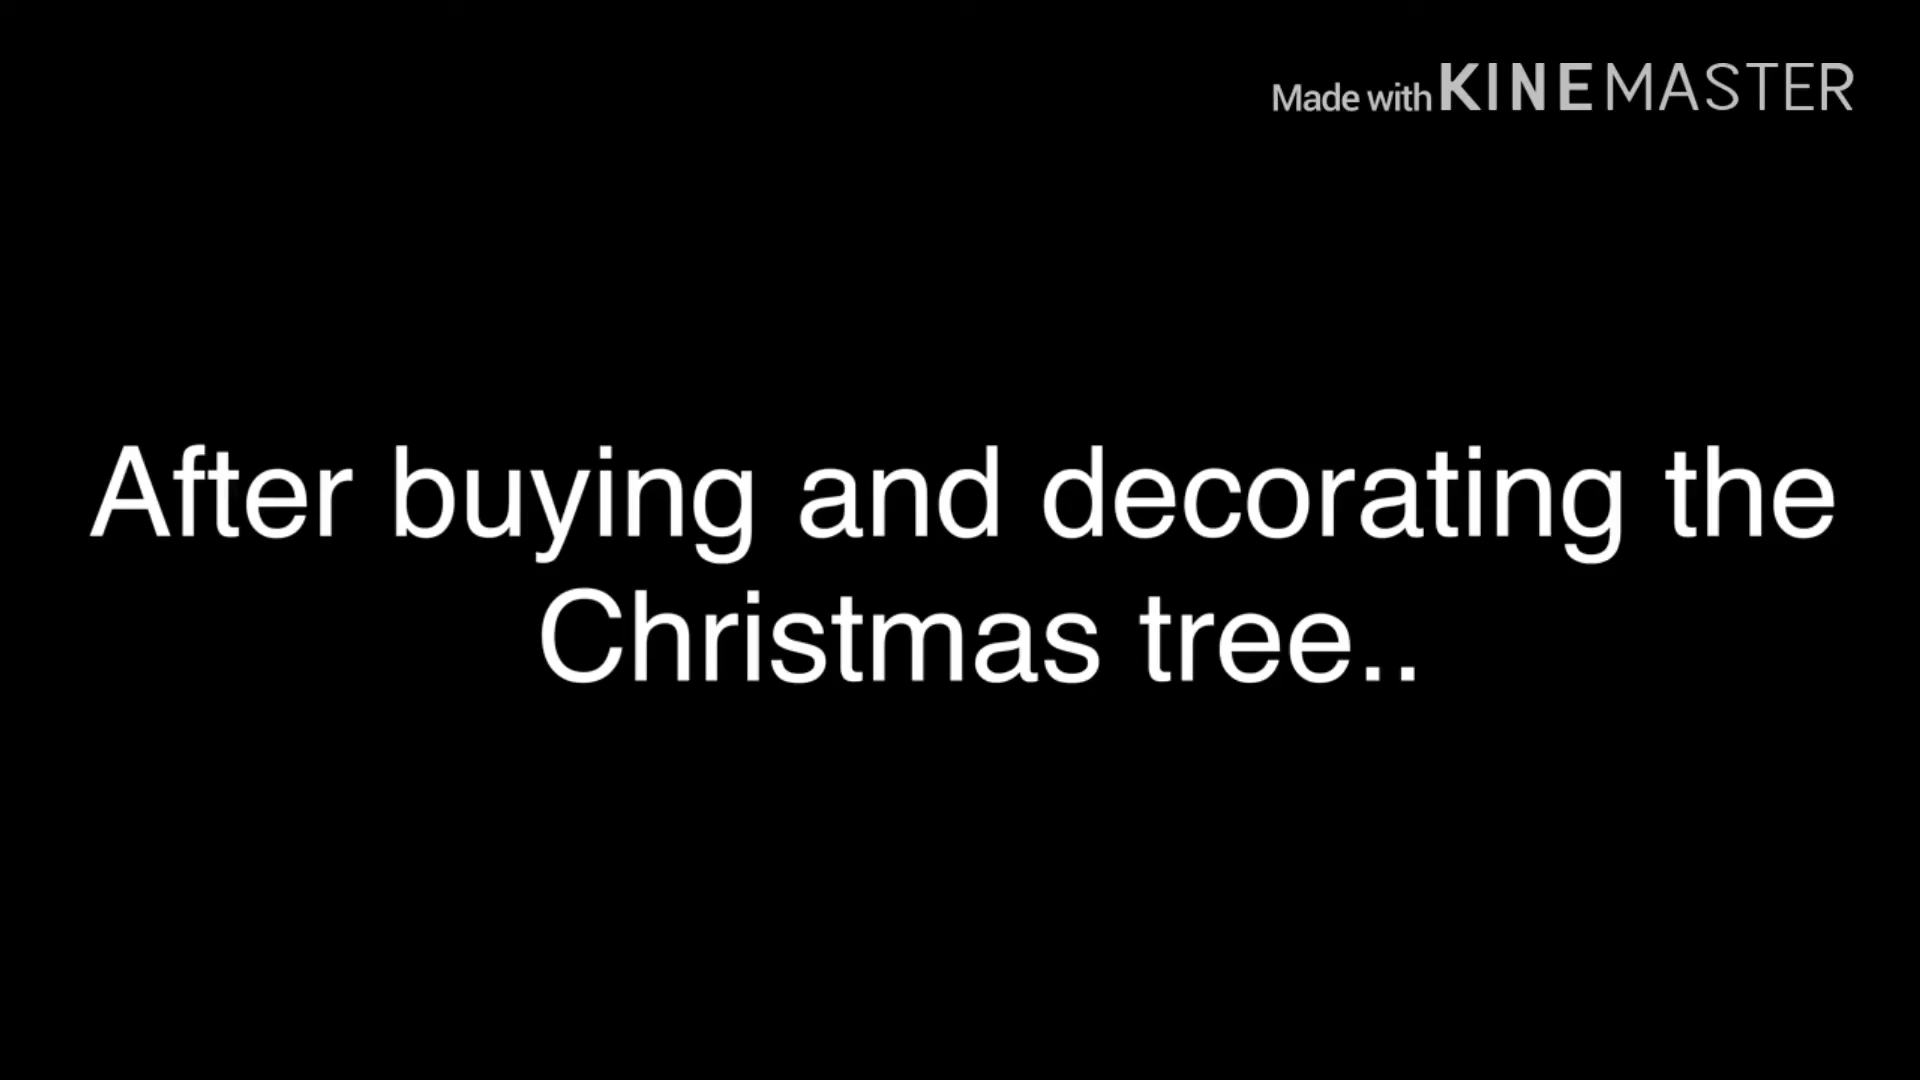 Made with KINEMASTER
After buying and decorating the
Christmas tree..